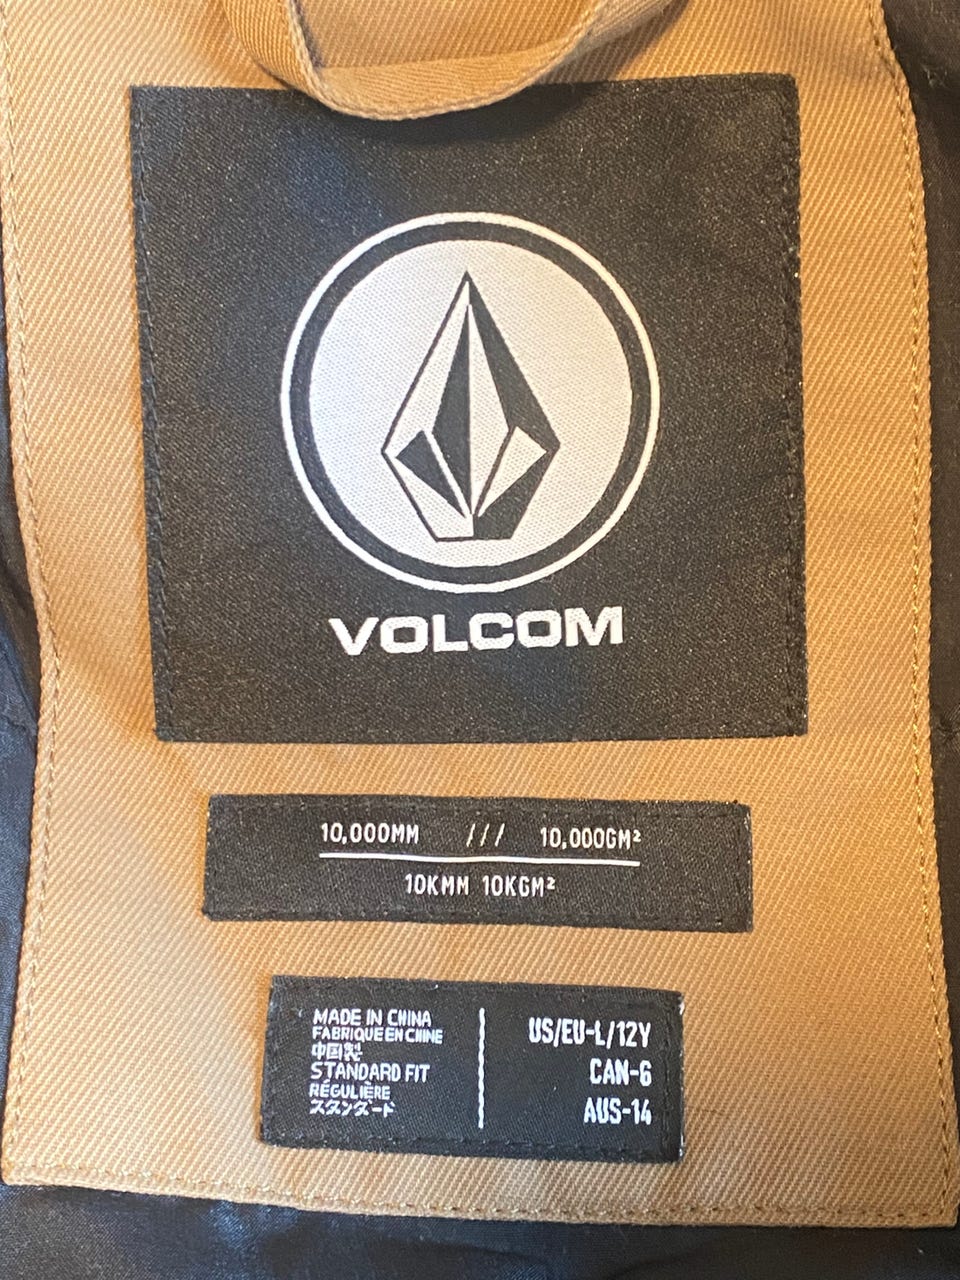 VOLCOM
10,000MM /// 10,000GM²
10KMM 10KGM²
MADE IN CHINA
FABRIQUE EN CHINE
中国製
STANDARD FIT
RÉGULIÈRE
スタンダード
US/EU-L/12Y
CAN-6
AUS-14